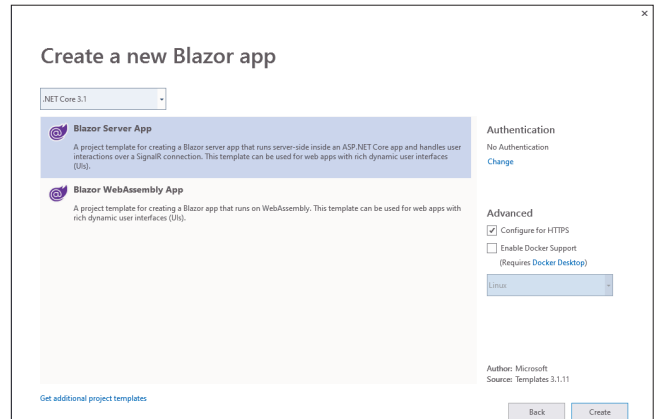 Create a new Blazor app
.NET Core 3.1
Blazor Server App
A project template for creating a Blazor server app that runs server-side inside an ASP.NET Core app and handles user
interactions over a SignalR connection. This template can be used for web apps with rich dynamic user interfaces
(UIs).
Blazor WebAssembly App
A project template for creating a Blazor app that runs on WebAssembly. This template can be used for web apps with
rich dynamic user interfaces (UIs).
Get additional project templates
Authentication
No Authentication
Change
Advanced
Configure for HTTPS
Enable Docker Support
(Requires Docker Desktop)
Linux
Author: Microsoft
Source: Templates 3.1.11
Back Create